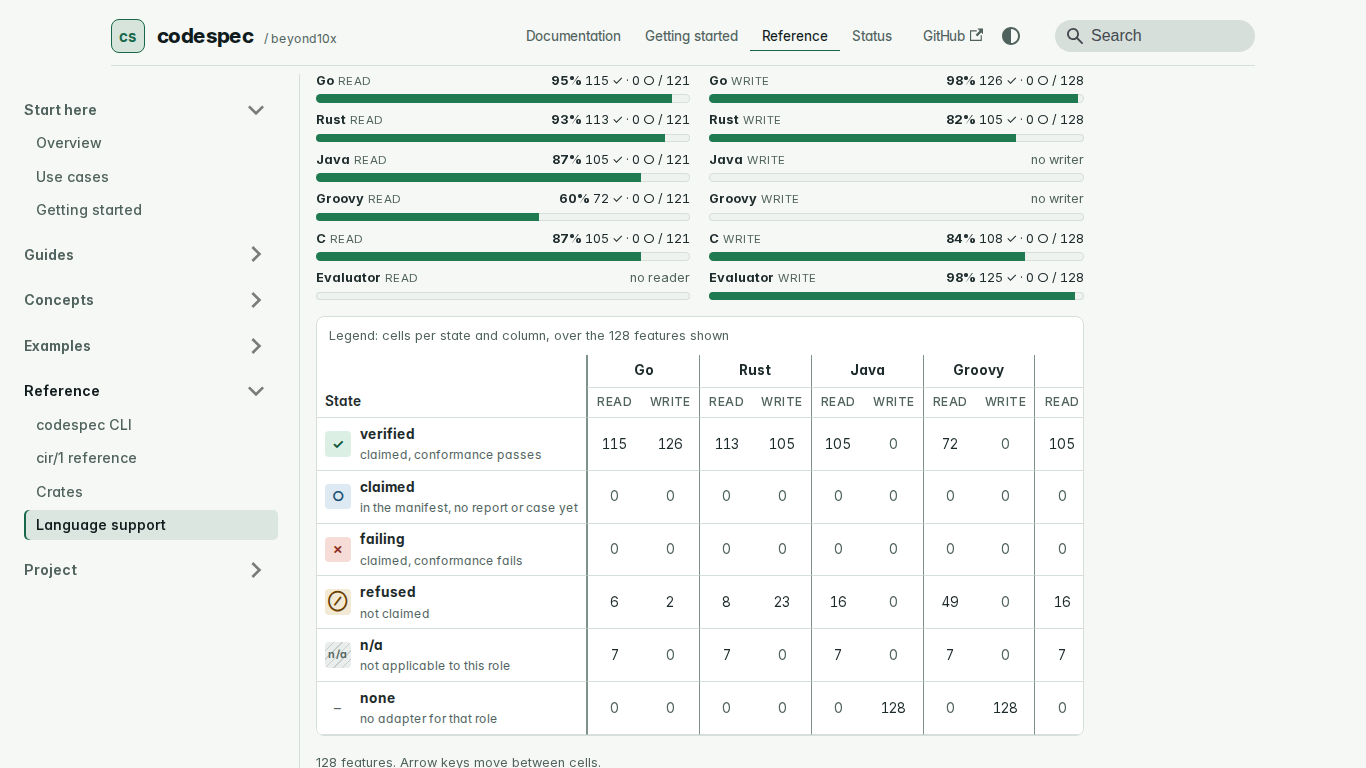 cs codespec / beyond10x Documentation Getting started Reference Status GitHub Search
Start here
Overview
Use cases
Getting started
Guides
Concepts
Examples
Reference
codespec CLI
cir/1 reference
Crates
Language support
Project
Go READ 95% 115 ✓ · 0 ○ / 121
Go WRITE 98% 126 ✓ · 0 ○ / 128
Rust READ 93% 113 ✓ · 0 ○ / 121
Rust WRITE 82% 105 ✓ · 0 ○ / 128
Java READ 87% 105 ✓ · 0 ○ / 121
Java WRITE no writer
Groovy READ 60% 72 ✓ · 0 ○ / 121
Groovy WRITE no writer
C READ 87% 105 ✓ · 0 ○ / 121
C WRITE 84% 108 ✓ · 0 ○ / 128
Evaluator READ no reader
Evaluator WRITE 98% 125 ✓ · 0 ○ / 128
Legend: cells per state and column, over the 128 features shown
Go Rust Java Groovy
State READ WRITE READ WRITE READ WRITE READ WRITE READ
✓ verified 115 126 113 105 105 0 72 0 105
claimed, conformance passes
○ claimed 0 0 0 0 0 0 0 0 0
in the manifest, no report or case yet
× failing 0 0 0 0 0 0 0 0 0
claimed, conformance fails
⊘ refused 6 2 8 23 16 0 49 0 16
not claimed
n/a n/a 7 0 7 0 7 0 7 0 7
not applicable to this role
– none 0 0 0 0 0 128 0 128 0
no adapter for that role
128 features. Arrow keys move between cells.